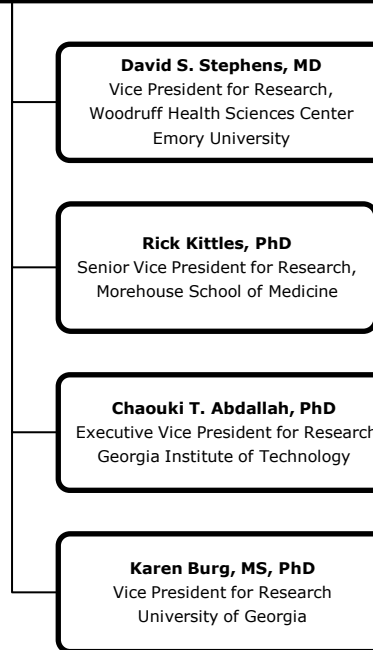 David S. Stephens, MD
Vice President for Research,
Woodruff Health Sciences Center
Emory University
Rick Kittles, PhD
Senior Vice President for Research,
Morehouse School of Medicine
Chaouki T. Abdallah, PhD
Executive Vice President for Research
Georgia Institute of Technology
Karen Burg, MS, PhD
Vice President for Research
University of Georgia